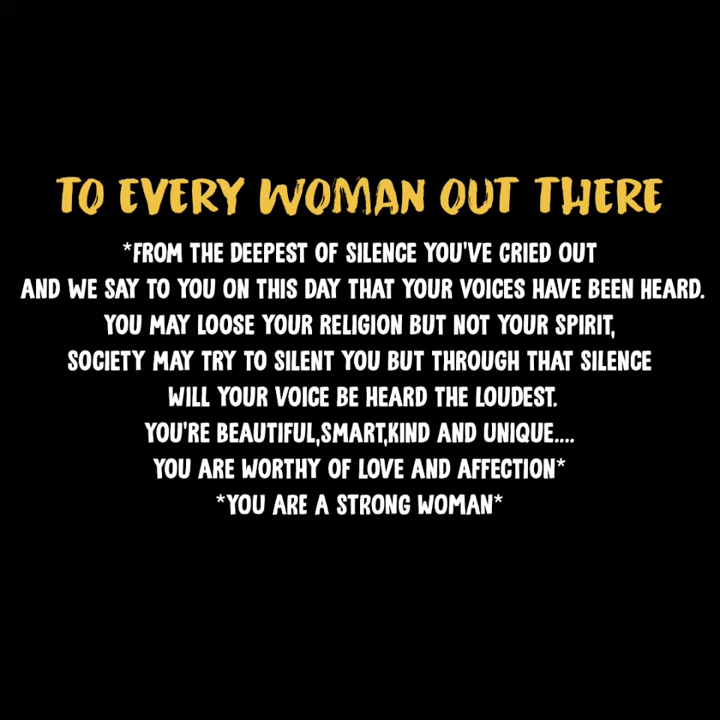 TO EVERY WOMAN OUT THERE
*FROM THE DEEPEST OF SILENCE YOU'VE CRIED OUT
AND WE SAY TO YOU ON THIS DAY THAT YOUR VOICES HAVE BEEN HEARD.
YOU MAY LOOSE YOUR RELIGION BUT NOT YOUR SPIRIT,
SOCIETY MAY TRY TO SILENT YOU BUT THROUGH THAT SILENCE
WILL YOUR VOICE BE HEARD THE LOUDEST.
YOU'RE BEAUTIFUL,SMART,KIND AND UNIQUE....
YOU ARE WORTHY OF LOVE AND AFFECTION*
*YOU ARE A STRONG WOMAN*